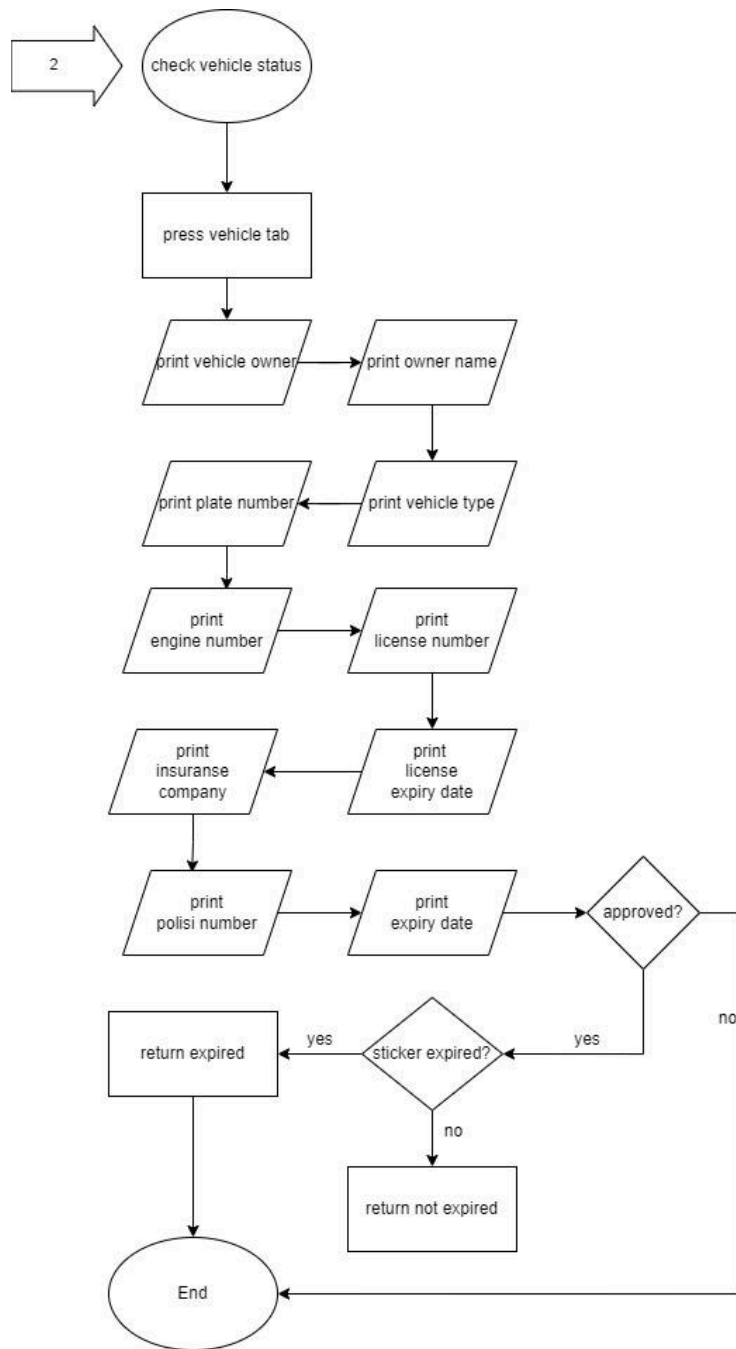 2
check vehicle status
press vehicle tab
print vehicle owner
print owner name
print vehicle type
print plate number
print
engine number
print
license number
print
license
expiry date
print
insuranse
company
print
polisi number
print
expiry date
approved?
no
yes
sticker expired?
yes
return expired
no
return not expired
End